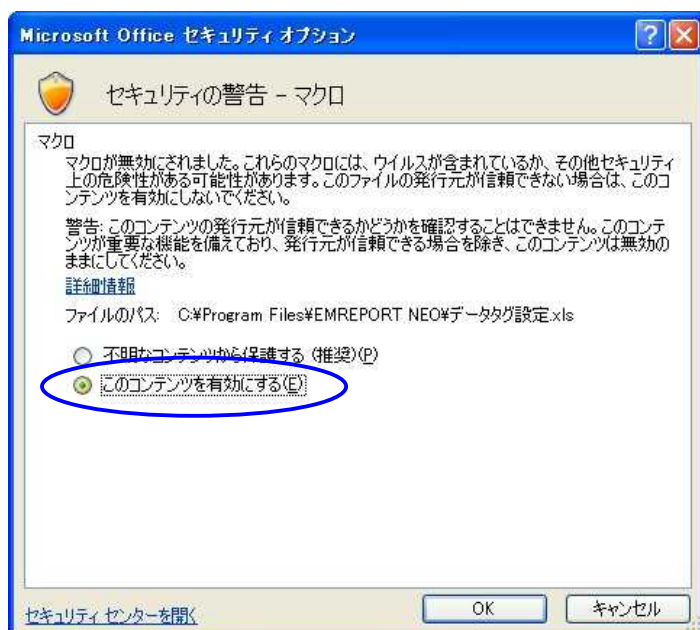 Microsoft Office セキュリティ オプション
セキュリティの警告 - マクロ
マクロ
マクロが無効にされました。これらのマクロには、ウイルスが含まれているか、その他セキュリティ
上の危険性がある可能性があります。このファイルの発行元が信頼できない場合は、このコ
ンテンツを有効にしないでください。
警告: このコンテンツの発行元が信頼できるかどうかを確認することはできません。このコンテ
ンツが重要な機能を備えており、発行元が信頼できる場合を除き、このコンテンツは無効の
ままにしてください。
詳細情報
ファイルのパス: C:¥Program Files¥EMREPORT NEO¥データタグ設定.xls
不明なコンテンツから保護する (推奨)(P)
このコンテンツを有効にする(E)
セキュリティ センターを開く
OK
キャンセル